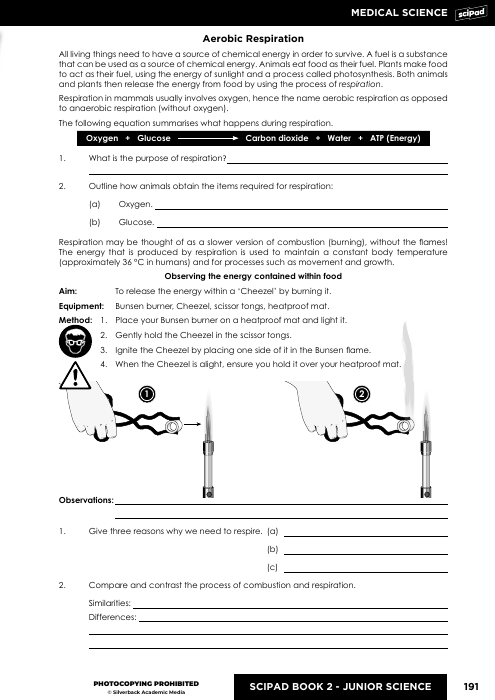 MEDICAL SCIENCE scipad
Aerobic Respiration
All living things need to have a source of chemical energy in order to survive. A fuel is a substance
that can be used as a source of chemical energy. Animals eat food as their fuel. Plants make food
to act as their fuel, using the energy of sunlight and a process called photosynthesis. Both animals
and plants then release the energy from food by using the process of respiration.
Respiration in mammals usually involves oxygen, hence the name aerobic respiration as opposed
to anaerobic respiration (without oxygen).
The following equation summarises what happens during respiration.
Oxygen + Glucose → Carbon dioxide + Water + ATP (Energy)
1. What is the purpose of respiration?
2. Outline how animals obtain the items required for respiration:
(a) Oxygen.
(b) Glucose.
Respiration may be thought of as a slower version of combustion (burning), without the flames!
The energy that is produced by respiration is used to maintain a constant body temperature
(approximately 36 °C in humans) and for processes such as movement and growth.
Observing the energy contained within food
Aim: To release the energy within a 'Cheezel' by burning it.
Equipment: Bunsen burner, Cheezel, scissor tongs, heatproof mat.
Method: 1. Place your Bunsen burner on a heatproof mat and light it.
2. Gently hold the Cheezel in the scissor tongs.
3. Ignite the Cheezel by placing one side of it in the Bunsen flame.
4. When the Cheezel is alight, ensure you hold it over your heatproof mat.
1 2
Observations:
1. Give three reasons why we need to respire. (a)
(b)
(c)
2. Compare and contrast the process of combustion and respiration.
Similarities:
Differences:
PHOTOCOPYING PROHIBITED
© Silverback Academic Media
SCIPAD BOOK 2 - JUNIOR SCIENCE 191